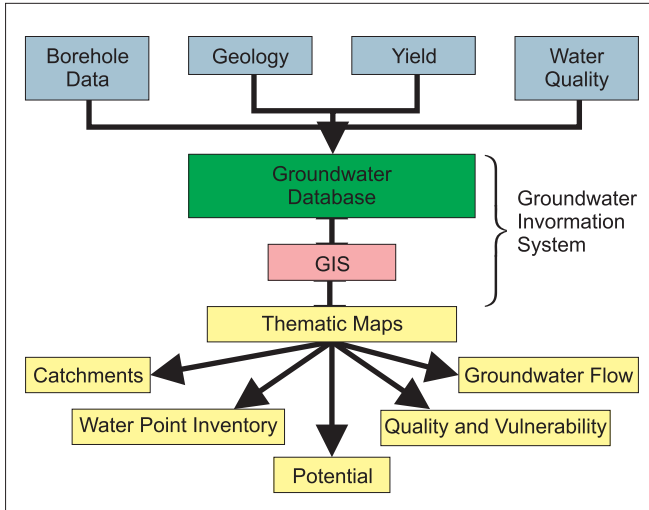 Borehole
Data
Geology
Yield
Water
Quality
Groundwater
Database
Groundwater
Invormation
System
GIS
Thematic Maps
Catchments
Groundwater Flow
Water Point Inventory
Quality and Vulnerability
Potential